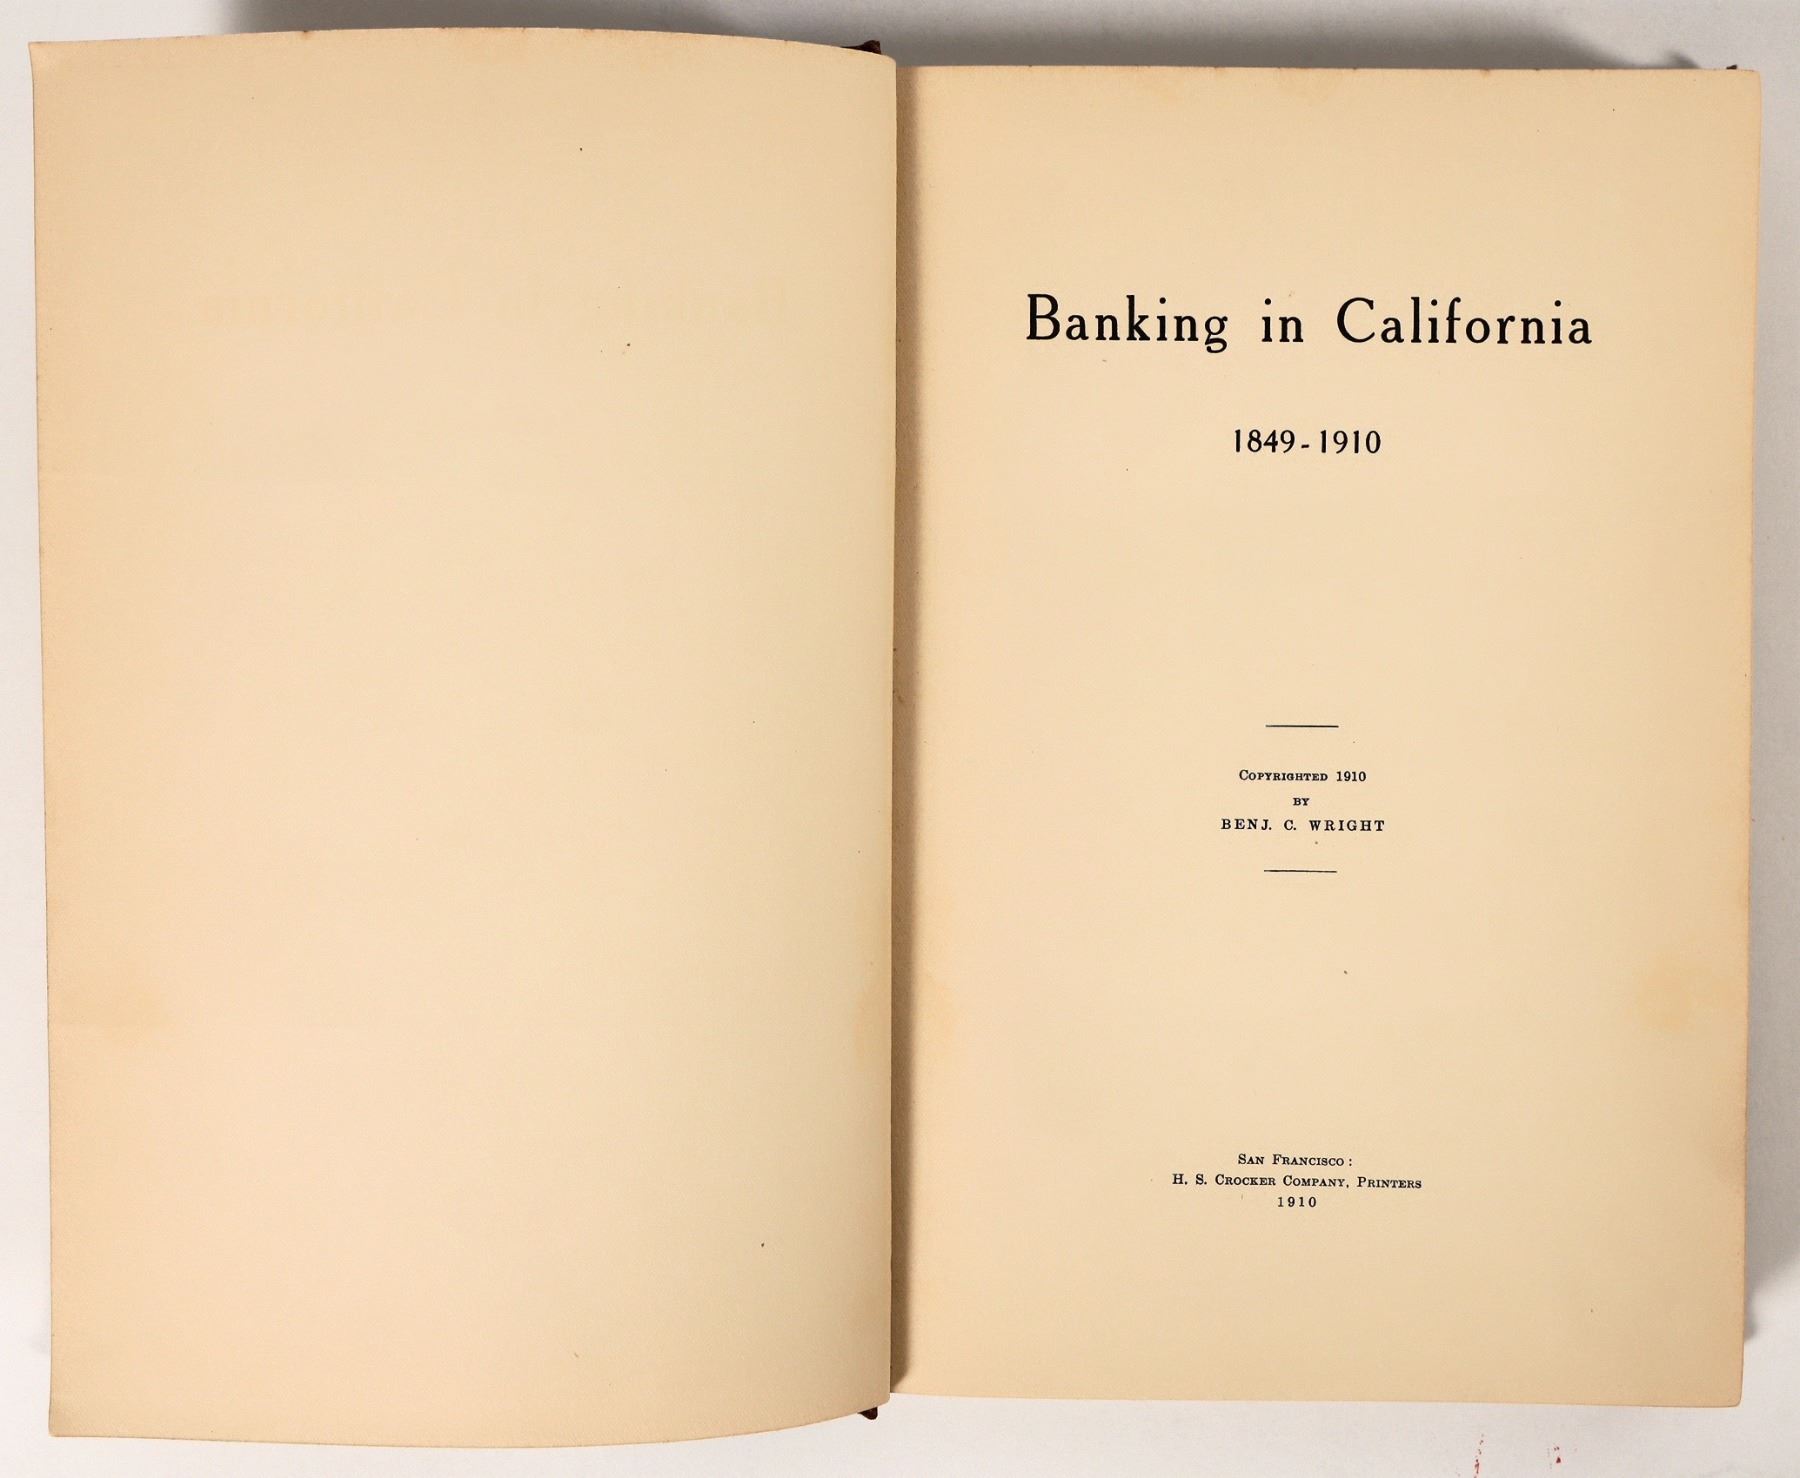 Banking in California
1849-1910
COPYRIGHTED 1910
BY
BENJ. C. WRIGHT
SAN FRANCISCO:
H. S. CROCKER COMPANY, PRINTERS
1910